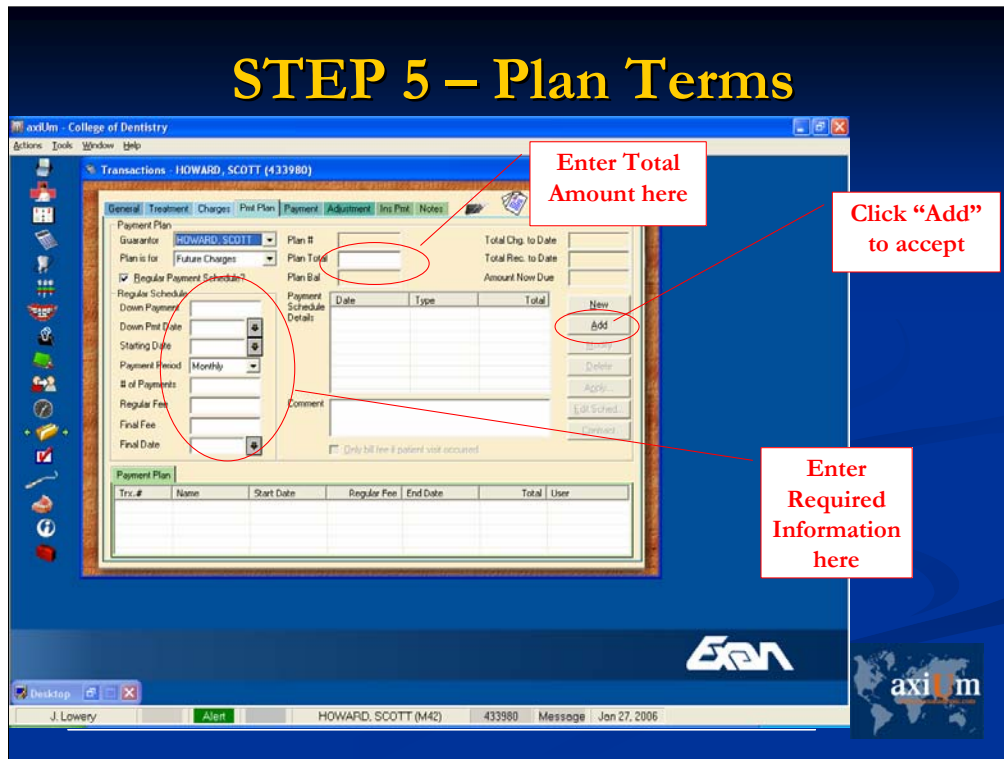 STEP 5 – Plan Terms
axiUm - College of Dentistry
Actions Tools Window Help
Transactions - HOWARD, SCOTT (433980)
Enter Total
Amount here
Click “Add”
to accept
General Treatment Charges Pmt Plan Payment Adjustment Ins Pmt Notes
Payment Plan
Guarantor HOWARD, SCOTT Plan # Total Chg. to Date
Plan is for Future Charges Plan Total Total Rec. to Date
Regular Payment Schedule? Plan Bal Amount Now Due
Regular Schedule
Payment Schedule Details
Date Type Total
Down Payment
Down Pmt Date
Starting Date
Payment Period Monthly
# of Payments
Regular Fee
Final Fee
Final Date
Comment
Only bill fee if patient visit occurred
New
Add
Modify
Delete
Apply...
Edit Sched...
Contract
Enter
Required
Information
here
Payment Plan
Trx.# Name Start Date Regular Fee End Date Total User
Exan
Desktop
axiUm
J. Lowery Alert HOWARD, SCOTT (M42) 433980 Message Jan 27, 2006